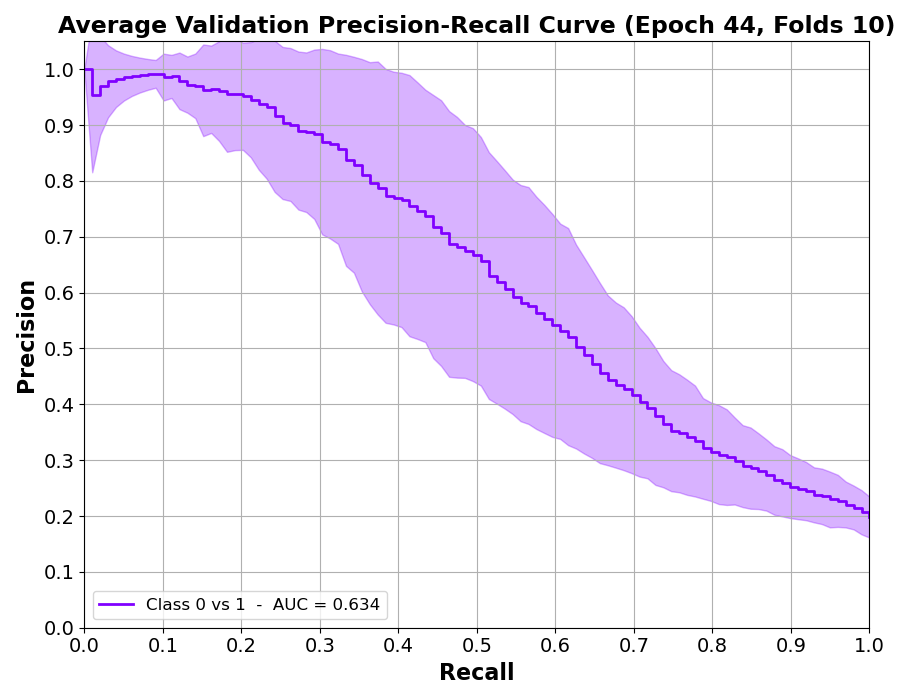 Average Validation Precision-Recall Curve (Epoch 44, Folds 10)
Precision
1.0
0.9
0.8
0.7
0.6
0.5
0.4
0.3
0.2
0.1
0.0
Class 0 vs 1 - AUC = 0.634
0.0 0.1 0.2 0.3 0.4 0.5 0.6 0.7 0.8 0.9 1.0
Recall